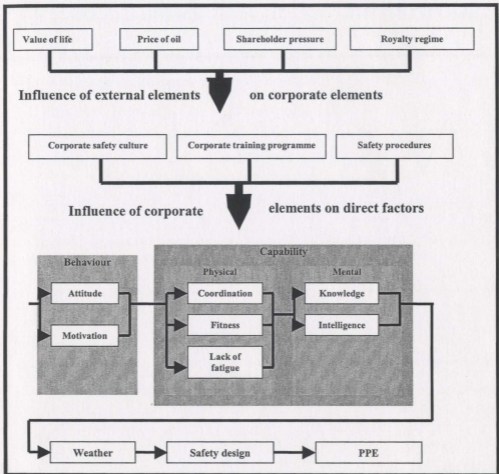 Value of life
Price of oil
Shareholder pressure
Royalty regime
Influence of external elements on corporate elements
Corporate safety culture
Corporate training programme
Safety procedures
Influence of corporate elements on direct factors
Capability
Behaviour
Physical
Mental
Attitude
Coordination
Knowledge
Motivation
Fitness
Intelligence
Lack of
fatigue
Weather
Safety design
PPE